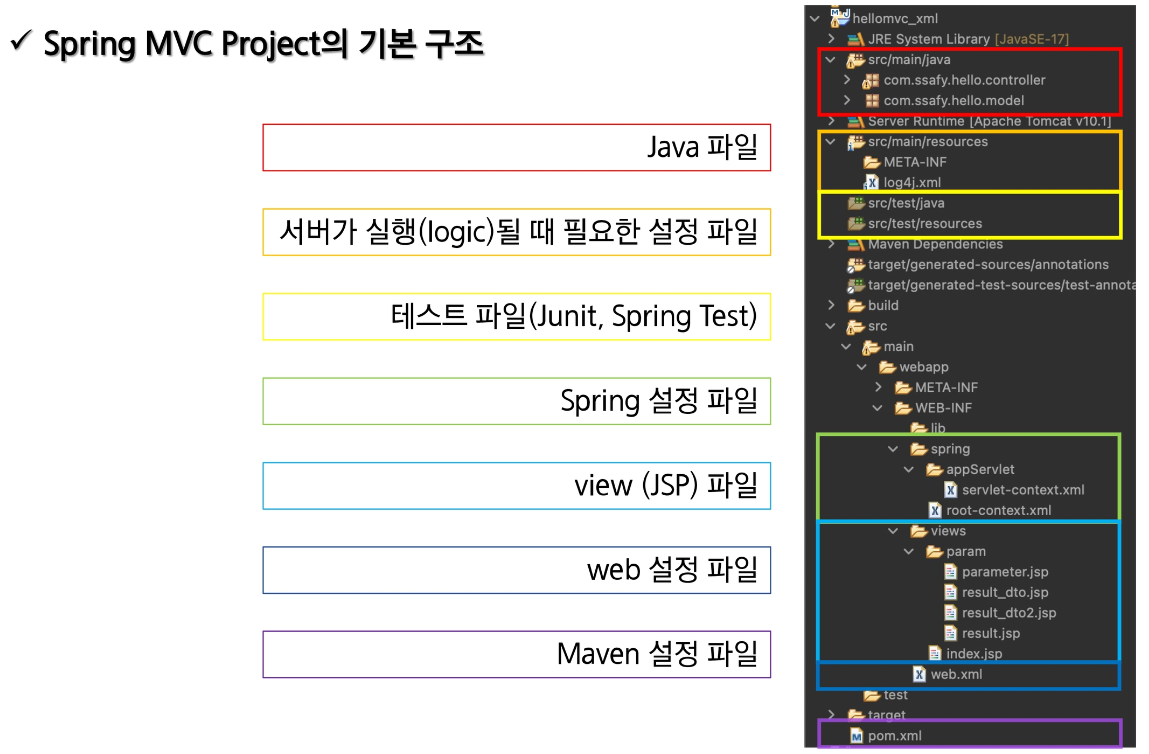 ✓ Spring MVC Project의 기본 구조
Java 파일
서버가 실행(logic)될 때 필요한 설정 파일
테스트 파일(Junit, Spring Test)
Spring 설정 파일
view (JSP) 파일
web 설정 파일
Maven 설정 파일
hellomvc_xml
JRE System Library [JavaSE-17]
src/main/java
com.ssafy.hello.controller
com.ssafy.hello.model
Server Runtime [Apache Tomcat v10.1]
src/main/resources
META-INF
log4j.xml
src/test/java
src/test/resources
Maven Dependencies
target/generated-sources/annotations
target/generated-test-sources/test-annota
build
src
main
webapp
META-INF
WEB-INF
lib
spring
appServlet
servlet-context.xml
root-context.xml
views
param
parameter.jsp
result_dto.jsp
result_dto2.jsp
result.jsp
index.jsp
web.xml
test
target
pom.xml